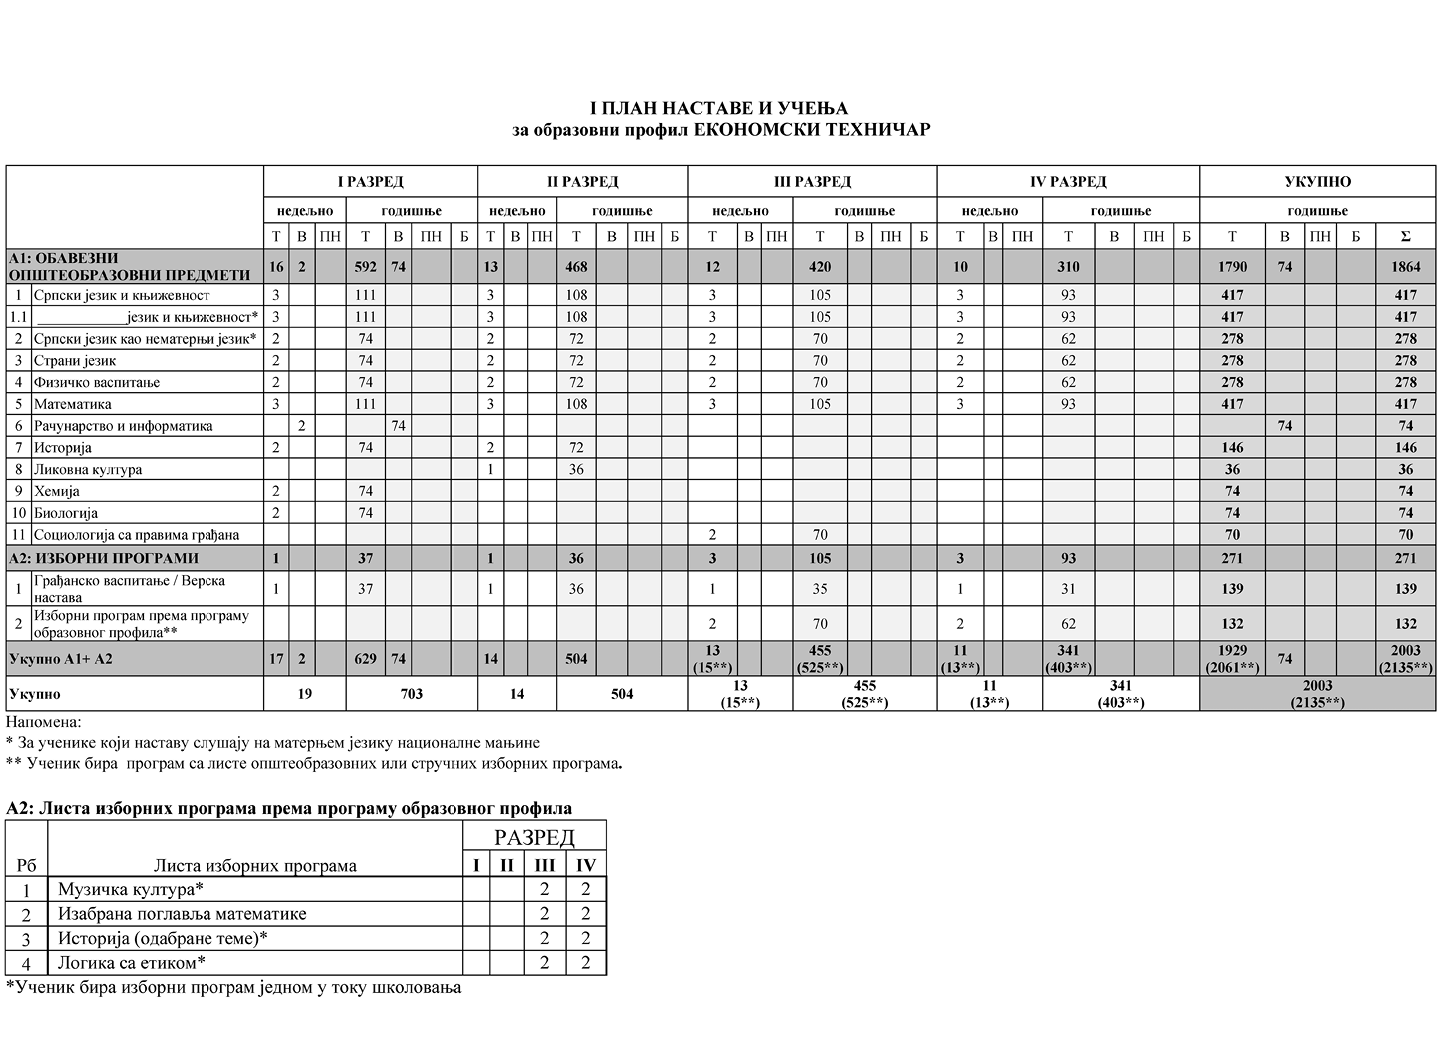 I ПЛАН НАСТАВЕ И УЧЕЊА
за образовни профил ЕКОНОМСКИ ТЕХНИЧАР
I РАЗРЕД II РАЗРЕД III РАЗРЕД IV РАЗРЕД УКУПНО
недељно годишње недељно годишње недељно годишње недељно годишње годишње
Т В ПН Т В ПН Б Т В ПН Т В ПН Б Т В ПН Т В ПН Б Т В ПН Т В ПН Б Т В ПН Б Σ
А1: ОБАВЕЗНИ
ОПШТЕОБРАЗОВНИ ПРЕДМЕТИ 16 2 592 74 13 468 12 420 10 310 1790 74 1864
1 Српски језик и књижевност 3 111 3 108 3 105 3 93 417 417
1.1 _____________језик и књижевност* 3 111 3 108 3 105 3 93 417 417
2 Српски језик као нематерњи језик* 2 74 2 72 2 70 2 62 278 278
3 Страни језик 2 74 2 72 2 70 2 62 278 278
4 Физичко васпитање 2 74 2 72 2 70 2 62 278 278
5 Математика 3 111 3 108 3 105 3 93 417 417
6 Рачунарство и информатика 2 74 74 74
7 Историја 2 74 2 72 146 146
8 Ликовна култура 1 36 36 36
9 Хемија 2 74 74 74
10 Биологија 2 74 74 74
11 Социологија са правима грађана 2 70 70 70
А2: ИЗБОРНИ ПРОГРАМИ 1 37 1 36 3 105 3 93 271 271
1 Грађанско васпитање / Верска
настава 1 37 1 36 1 35 1 31 139 139
2 Изборни програм према програму
образовног профила** 2 70 2 62 132 132
Укупно А1+ А2 17 2 629 74 14 504 13 455 11 341 1929 74 2003
(15**) (525**) (13**) (403**) (2061**) (2135**)
Укупно 19 703 14 504 13 455 11 341 2003
(15**) (525**) (13**) (403**) (2135**)
Напомена:
* За ученике који наставу слушају на матерњем језику националне мањине
** Ученик бира програм са листе општеобразовних или стручних изборних програма.
А2: Листа изборних програма према програму образовног профила
РАЗРЕД
Рб Листа изборних програма I II III IV
1 Музичка култура* 2 2
2 Изабрана поглавља математике 2 2
3 Историја (одабране теме)* 2 2
4 Логика са етиком* 2 2
*Ученик бира изборни програм једном у току школовања